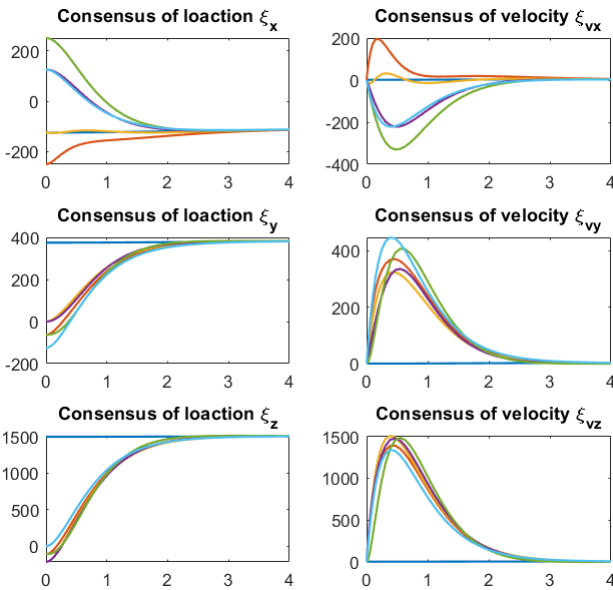 Consensus of loaction ξx
200
0
-200
0 1 2 3 4
Consensus of velocity ξvx
200
0
-200
-400
0 1 2 3 4
Consensus of loaction ξy
400
200
0
-200
0 1 2 3 4
Consensus of velocity ξvy
400
200
0
0 1 2 3 4
Consensus of loaction ξz
1500
1000
500
0
0 1 2 3 4
Consensus of velocity ξvz
1500
1000
500
0
0 1 2 3 4